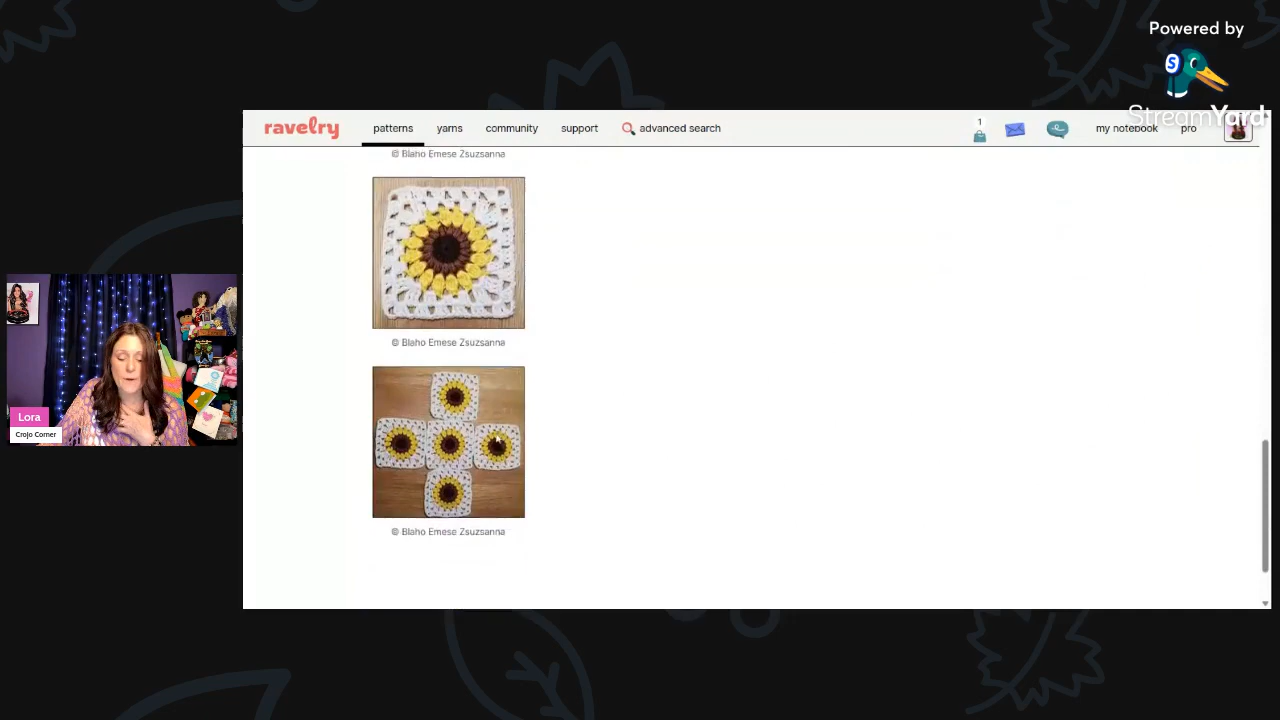 Powered by
StreamYard
ravelry
patterns
yarns
community
support
advanced search
1
my notebook
pro
© Blaho Emese Zsuzsanna
© Blaho Emese Zsuzsanna
© Blaho Emese Zsuzsanna
Lora
Crojo Corner